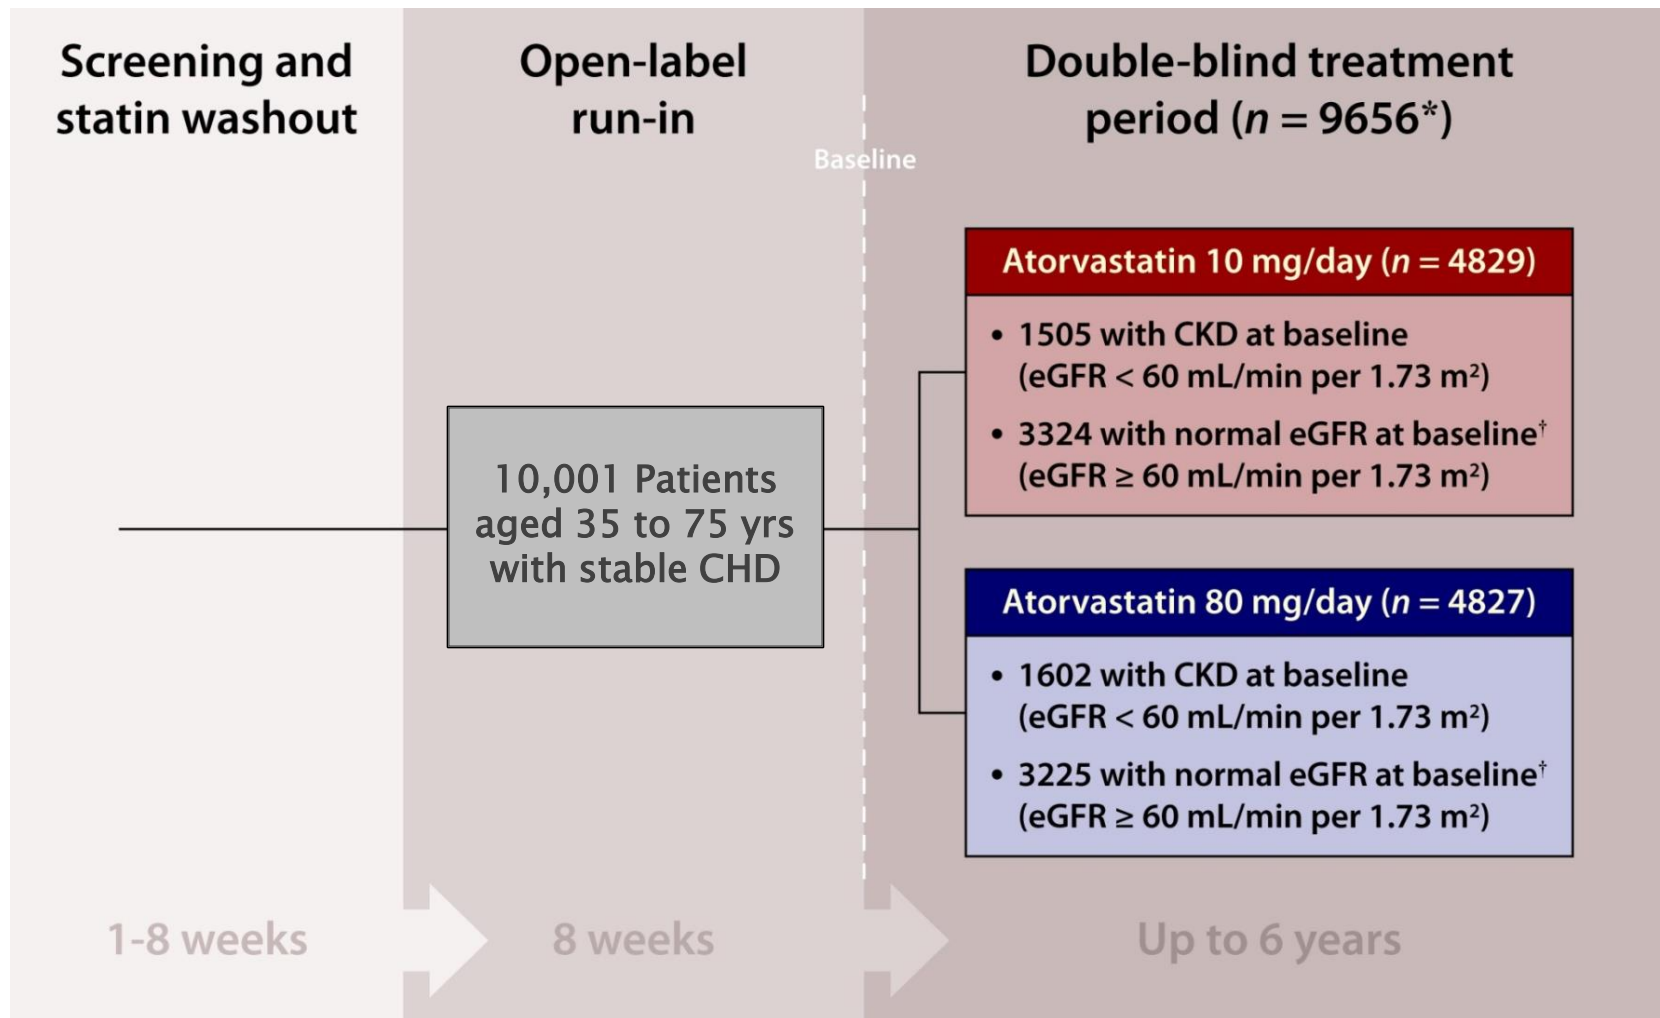 Screening and
statin washout
Open-label
run-in
Double-blind treatment
period (n = 9656*)
Baseline
10,001 Patients
aged 35 to 75 yrs
with stable CHD
Atorvastatin 10 mg/day (n = 4829)
• 1505 with CKD at baseline
(eGFR < 60 mL/min per 1.73 m²)
• 3324 with normal eGFR at baseline†
(eGFR ≥ 60 mL/min per 1.73 m²)
Atorvastatin 80 mg/day (n = 4827)
• 1602 with CKD at baseline
(eGFR < 60 mL/min per 1.73 m²)
• 3225 with normal eGFR at baseline†
(eGFR ≥ 60 mL/min per 1.73 m²)
1-8 weeks
8 weeks
Up to 6 years